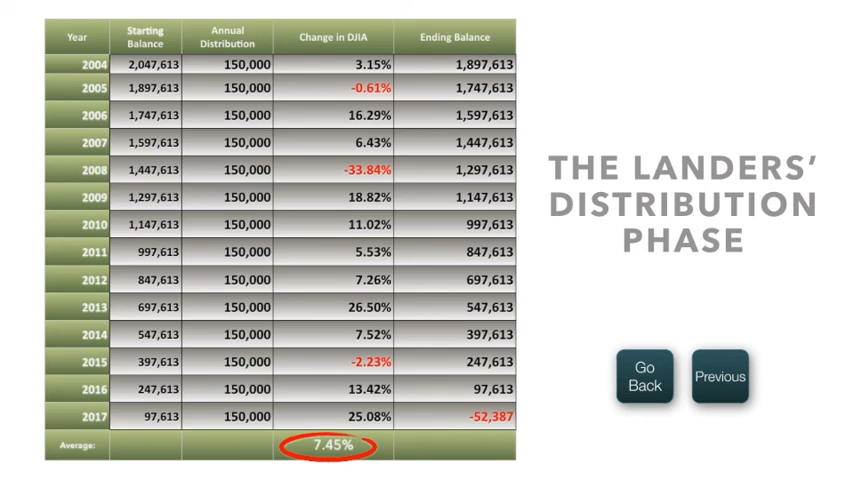 Year Starting Balance Annual Distribution Change in DJIA Ending Balance
2004 2,047,613 150,000 3.15% 1,897,613
2005 1,897,613 150,000 -0.61% 1,747,613
2006 1,747,613 150,000 16.29% 1,597,613
2007 1,597,613 150,000 6.43% 1,447,613
2008 1,447,613 150,000 -33.84% 1,297,613
2009 1,297,613 150,000 18.82% 1,147,613
2010 1,147,613 150,000 11.02% 997,613
2011 997,613 150,000 5.53% 847,613
2012 847,613 150,000 7.26% 697,613
2013 697,613 150,000 26.50% 547,613
2014 547,613 150,000 7.52% 397,613
2015 397,613 150,000 -2.23% 247,613
2016 247,613 150,000 13.42% 97,613
2017 97,613 150,000 25.08% -52,387
Average: 7.45%
THE LANDERS’
DISTRIBUTION
PHASE
Go
Back
Previous